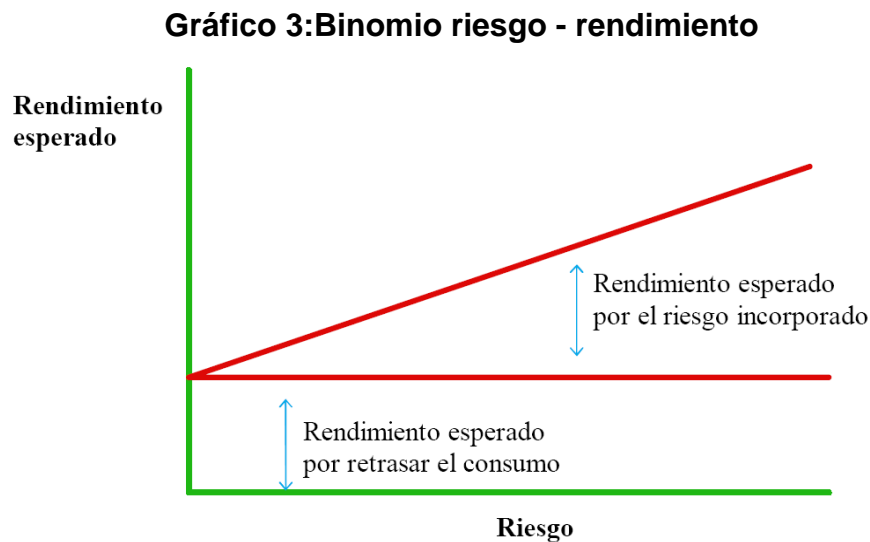 Gráfico 3:Binomio riesgo - rendimiento
Rendimiento
esperado
Rendimiento esperado
por el riesgo incorporado
Rendimiento esperado
por retrasar el consumo
Riesgo